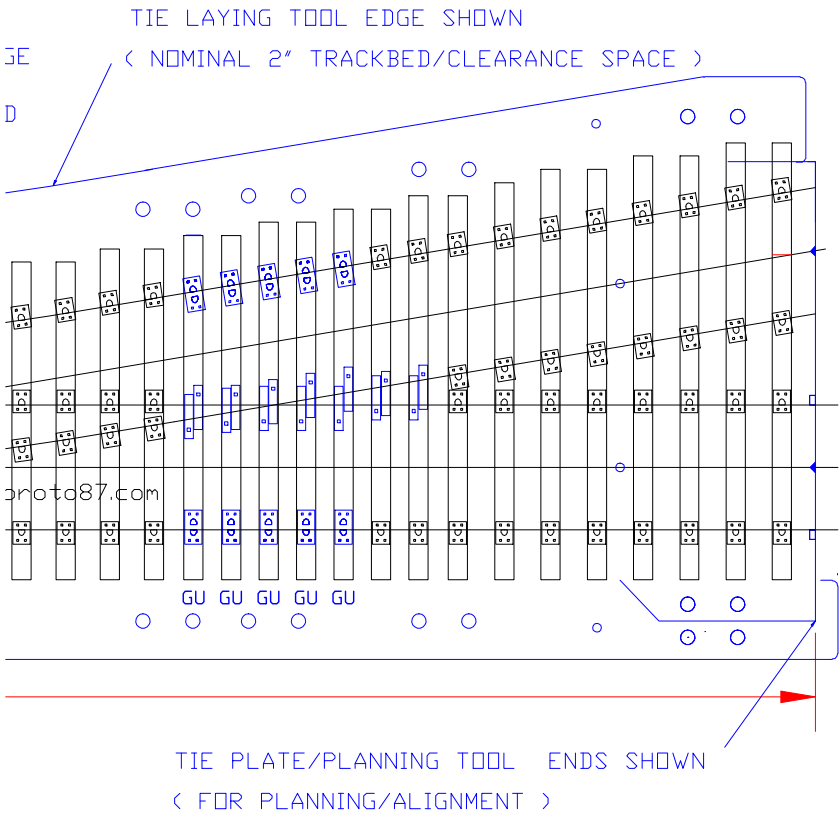 TIE LAYING TOOL EDGE SHOWN
GE
( NOMINAL 2" TRACKBED/CLEARANCE SPACE )
D
proto87.com
GU GU GU GU GU
TIE PLATE/PLANNING TOOL ENDS SHOWN
( FOR PLANNING/ALIGNMENT )